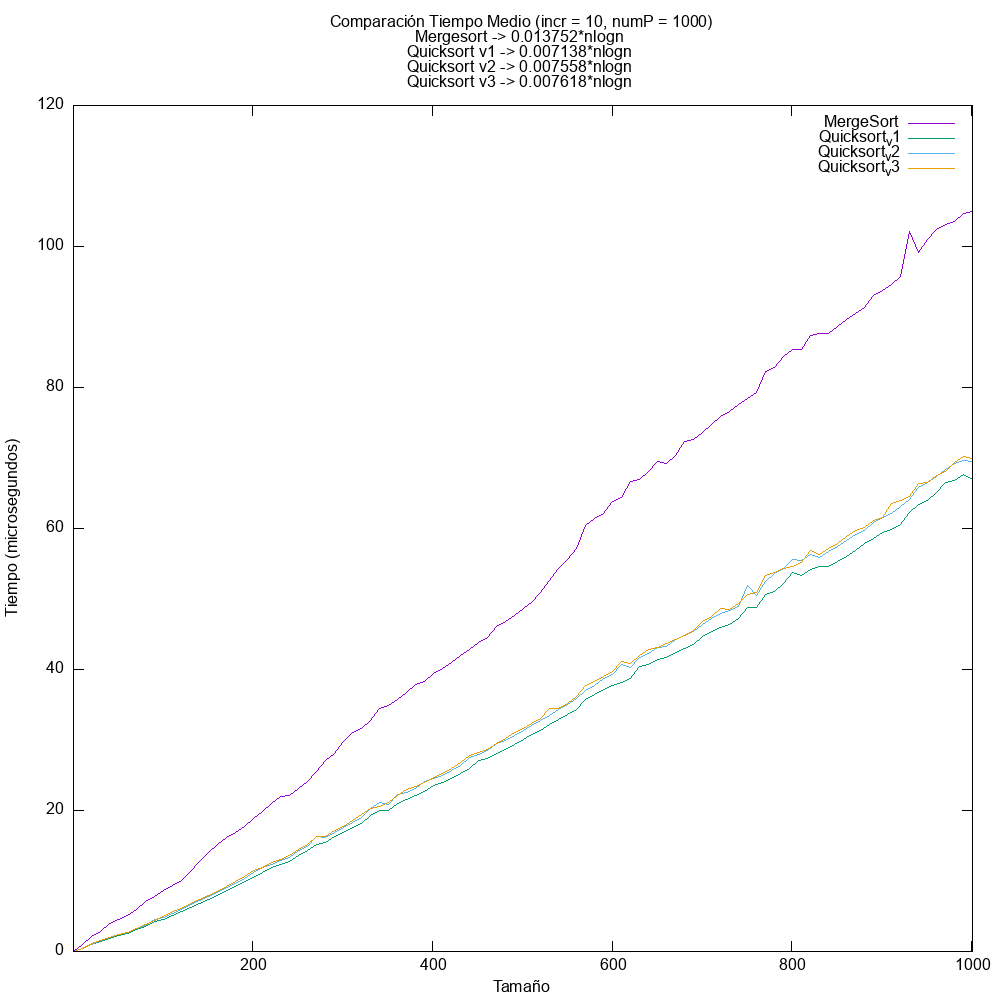 Comparación Tiempo Medio (incr = 10, numP = 1000)
Mergesort -> 0.013752*nlogn
Quicksort v1 -> 0.007138*nlogn
Quicksort v2 -> 0.007558*nlogn
Quicksort v3 -> 0.007618*nlogn
120
100
80
60
40
20
0
MergeSort
Quicksortv1
Quicksortv2
Quicksortv3
Tiempo (microsegundos)
200 400 600 800 1000
Tamaño